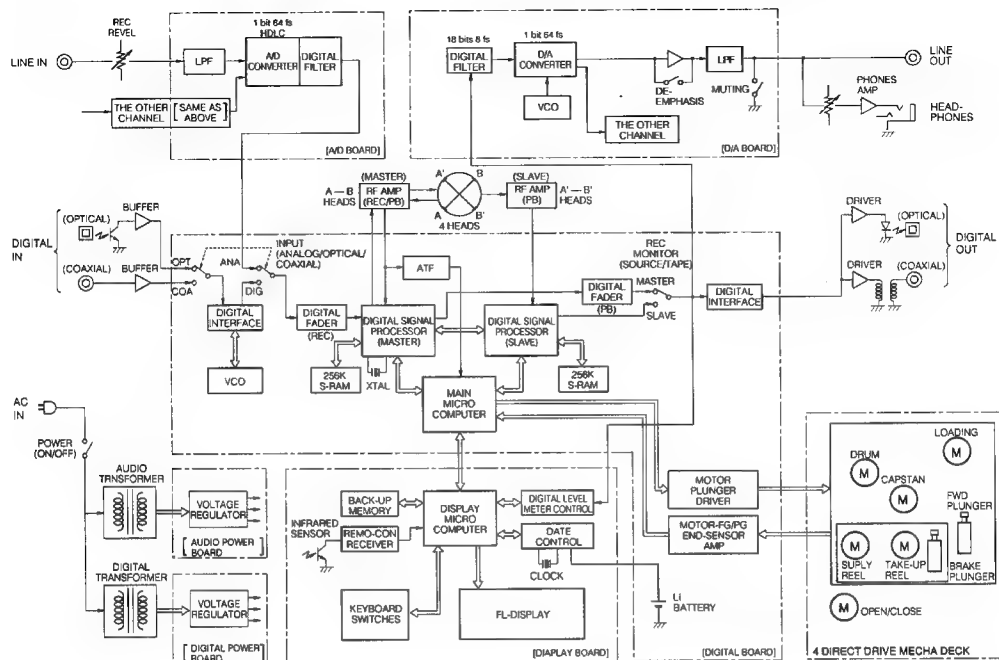 REC
REVEL
LINE IN
LPF
1 bit 64 fs
HDLC
A/D
CONVERTER
DIGITAL
FILTER
THE OTHER
CHANNEL
[SAME AS
ABOVE]
[A/D BOARD]
18 bits 8 fs
DIGITAL
FILTER
1 bit 64 fs
D/A
CONVERTER
VCO
THE OTHER
CHANNEL
DE-
EMPHASIS
LPF
MUTING
[D/A BOARD]
LINE
OUT
PHONES
AMP
HEAD-
PHONES
(MASTER)
A — B
HEADS
RF AMP
(REC/PB)
A'
B
A
B'
4 HEADS
(SLAVE)
RF AMP
(PB)
A' — B'
HEADS
DIGITAL
IN
(OPTICAL)
BUFFER
(COAXIAL)
BUFFER
OPT
COA
ANA
DIG
INPUT
(ANALOG/OPTICAL/
COAXIAL)
DIGITAL
INTERFACE
VCO
DIGITAL
FADER
(REC)
ATF
DIGITAL SIGNAL
PROCESSOR
(MASTER)
DIGITAL SIGNAL
PROCESSOR
(SLAVE)
256K
S-RAM
XTAL
256K
S-RAM
DIGITAL
FADER
(PB)
REC
MONITOR
(SOURCE/TAPE)
MASTER
SLAVE
DIGITAL
INTERFACE
DRIVER
(OPTICAL)
DRIVER
(COAXIAL)
DIGITAL
OUT
MAIN
MICRO
COMPUTER
AC
IN
POWER
(ON/OFF)
AUDIO
TRNSFORMER
VOLTAGE
REGULATOR
[AUDIO POWER
BOARD]
DIGITAL
TRANSFORMER
VOLTAGE
REGULATOR
[DIGITAL POWER
BOARD
INFRARED
SENSOR
BACK-UP
MEMORY
REMO-CON
RECEIVER
DISPLAY
MICRO
COMPUTER
DIGITAL LEVEL
METER CONTROL
DATE
CONTROL
CLOCK
KEYBOARD
SWITCHES
FL-DISPLAY
[DIAPLAY BOARD]
Li
BATTERY
[DIGITAL BOARD]
MOTOR
PLUNGER
DRIVER
MOTOR-FG/PG
END-SENSOR
AMP
LOADING
M
DRUM
M
CAPSTAN
M
FWD
PLUNGER
M
SUPLY
REEL
M
TAKE-UP
REEL
BRAKE
PLUNGER
M
OPEN/CLOSE
4 DIRECT DRIVE MECHA DECK